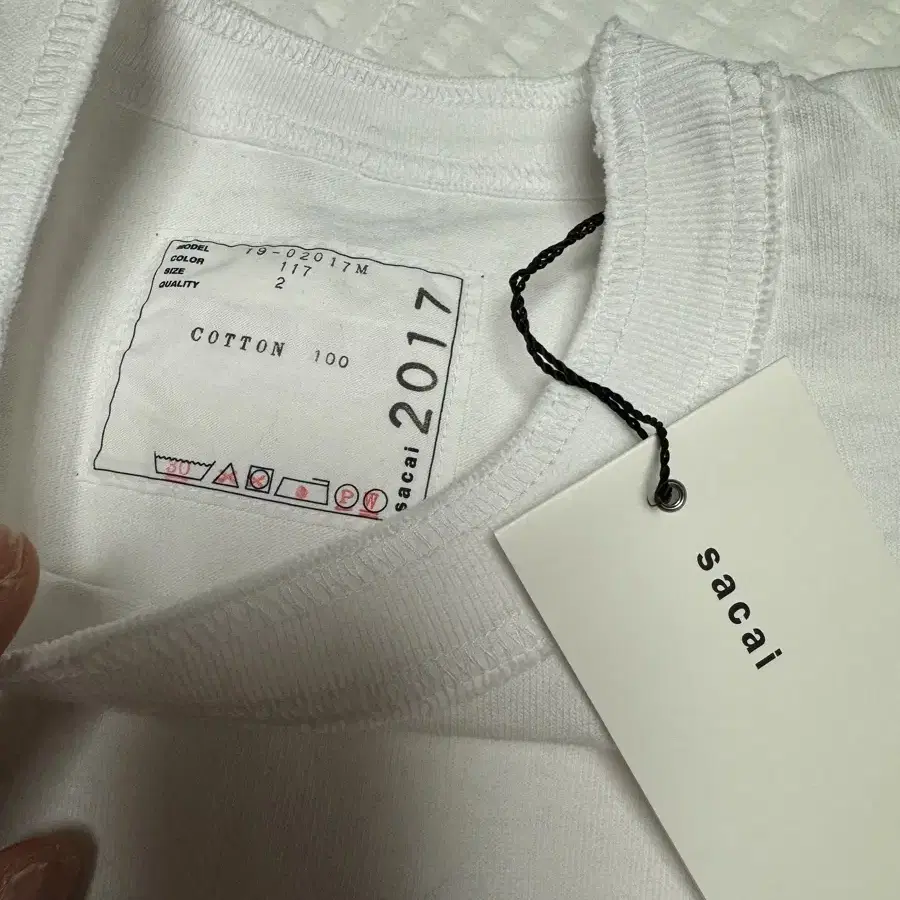 MODEL 19-02017M
COLOR 117
SIZE 2
QUALITY
COTTON 100
sacai 2017
30
P
W
sacai